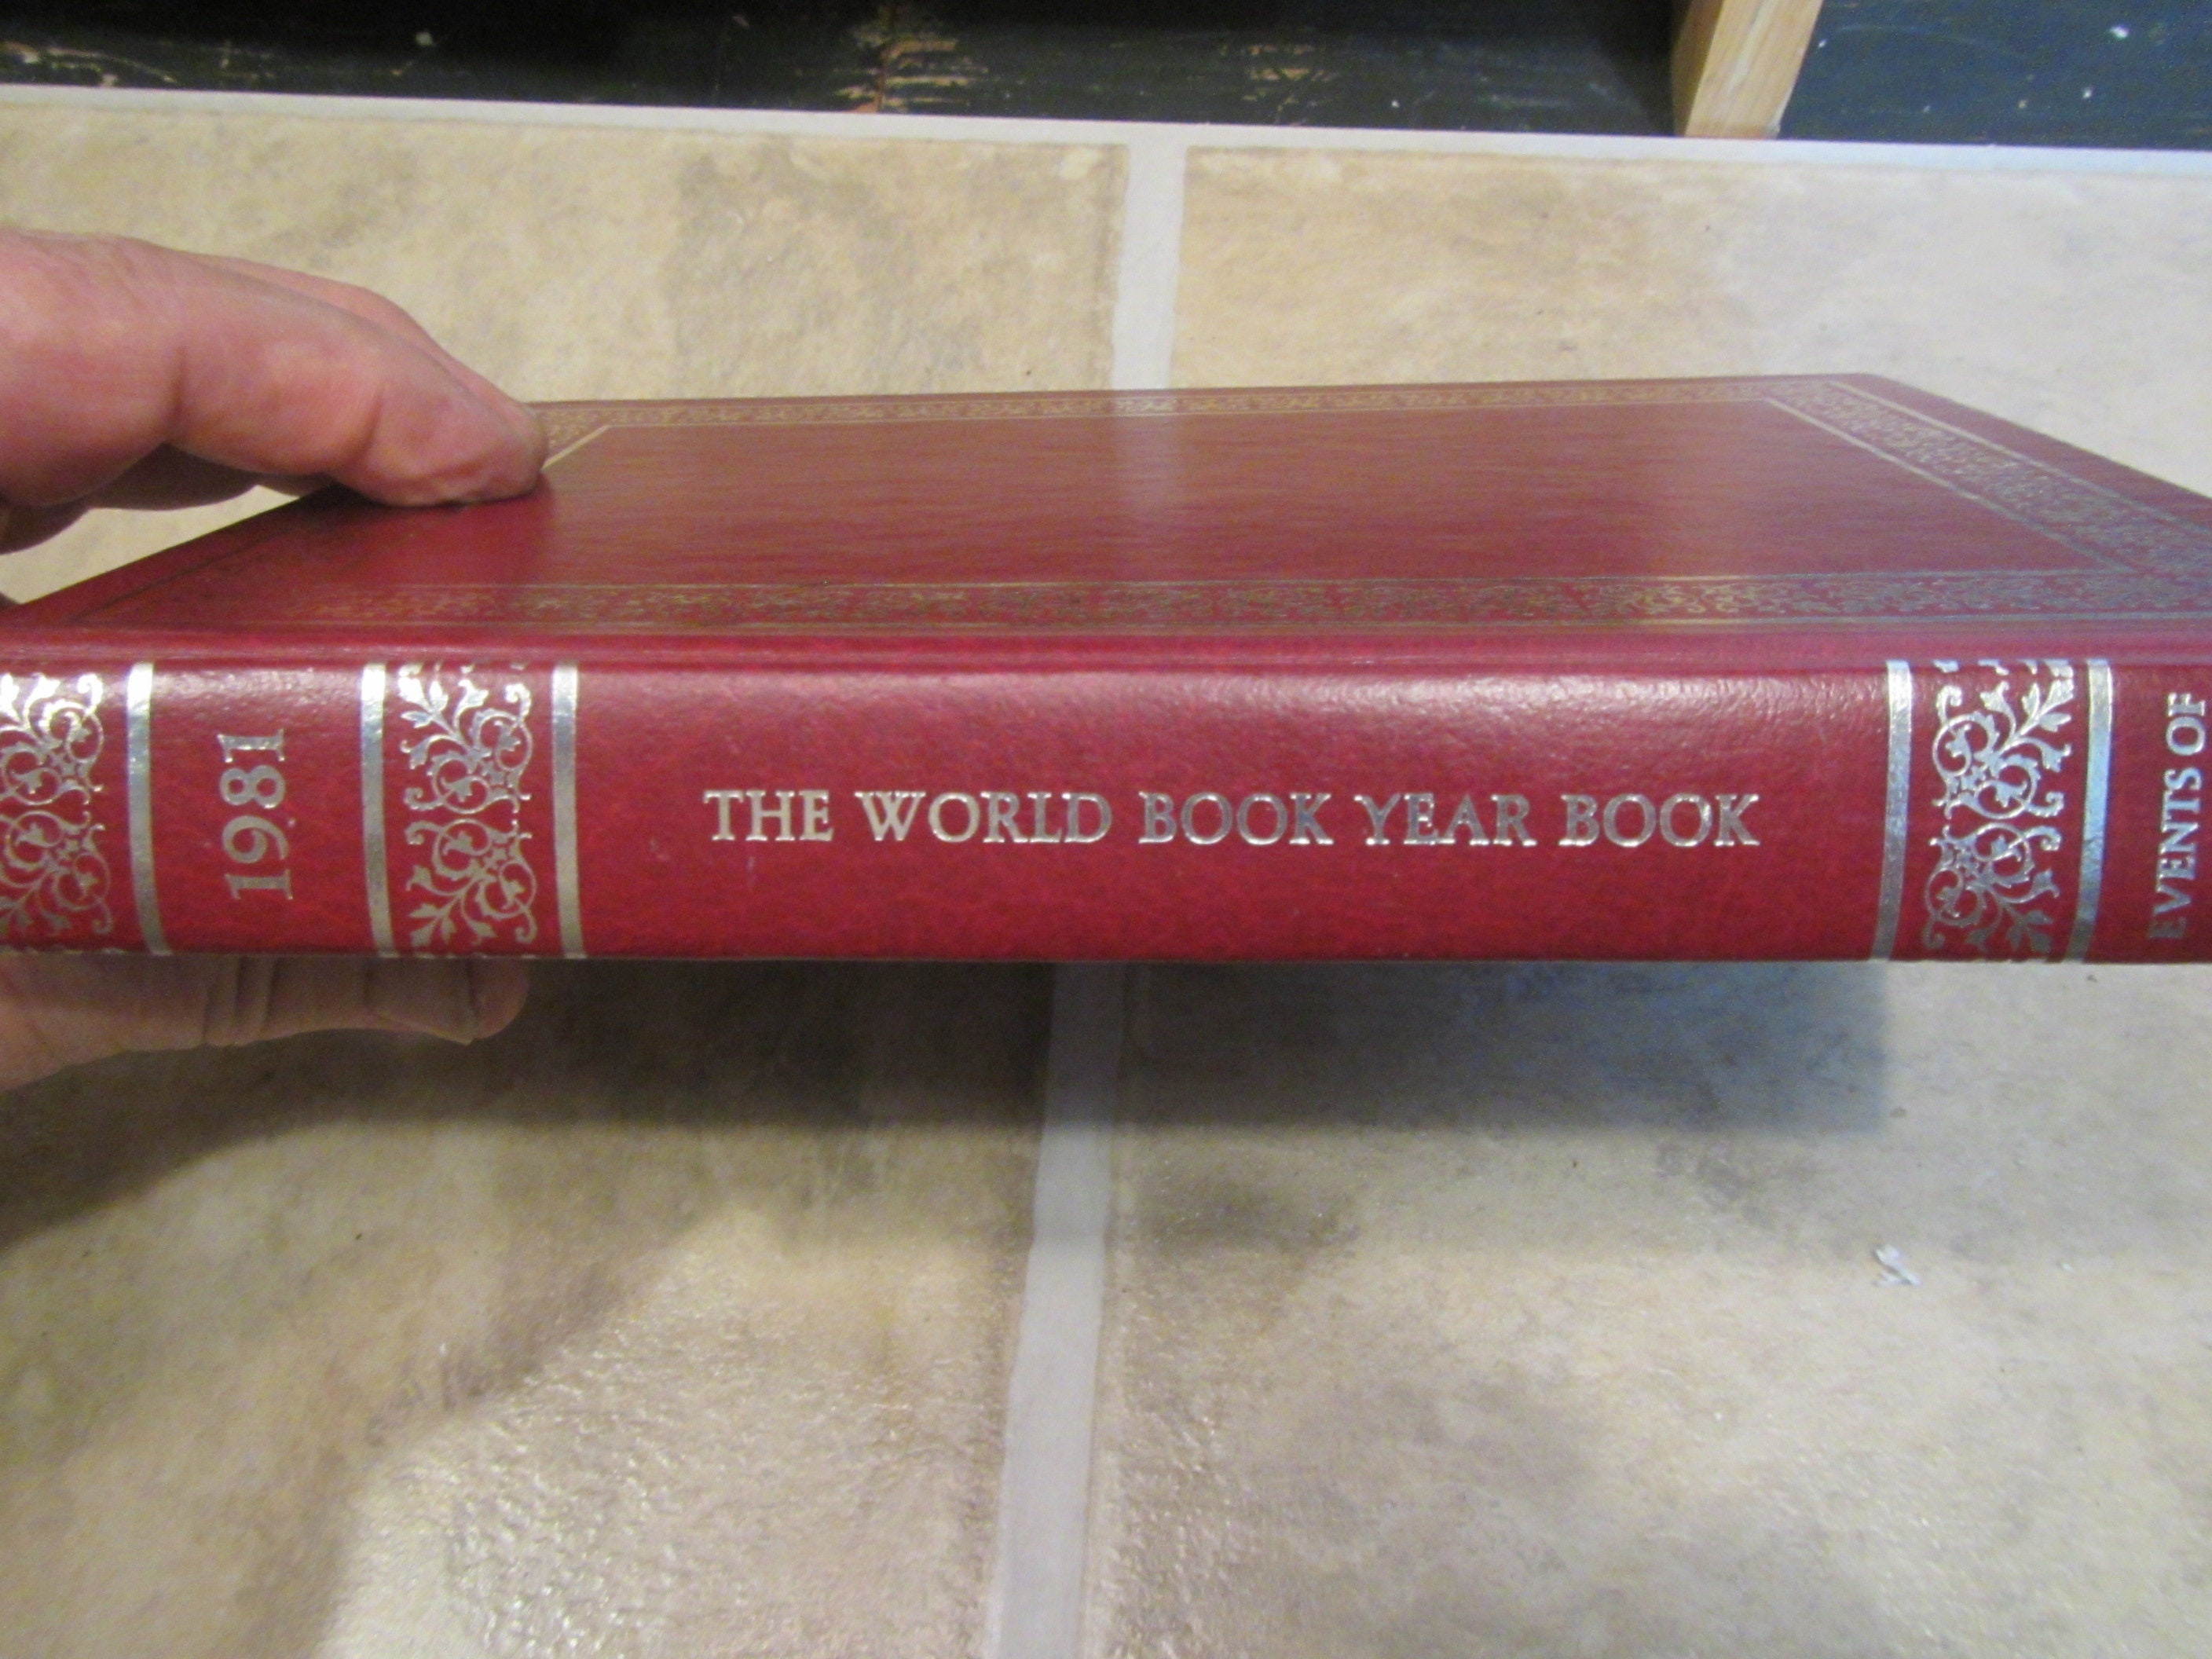 1981
THE WORLD BOOK YEAR BOOK
EVENTS OF